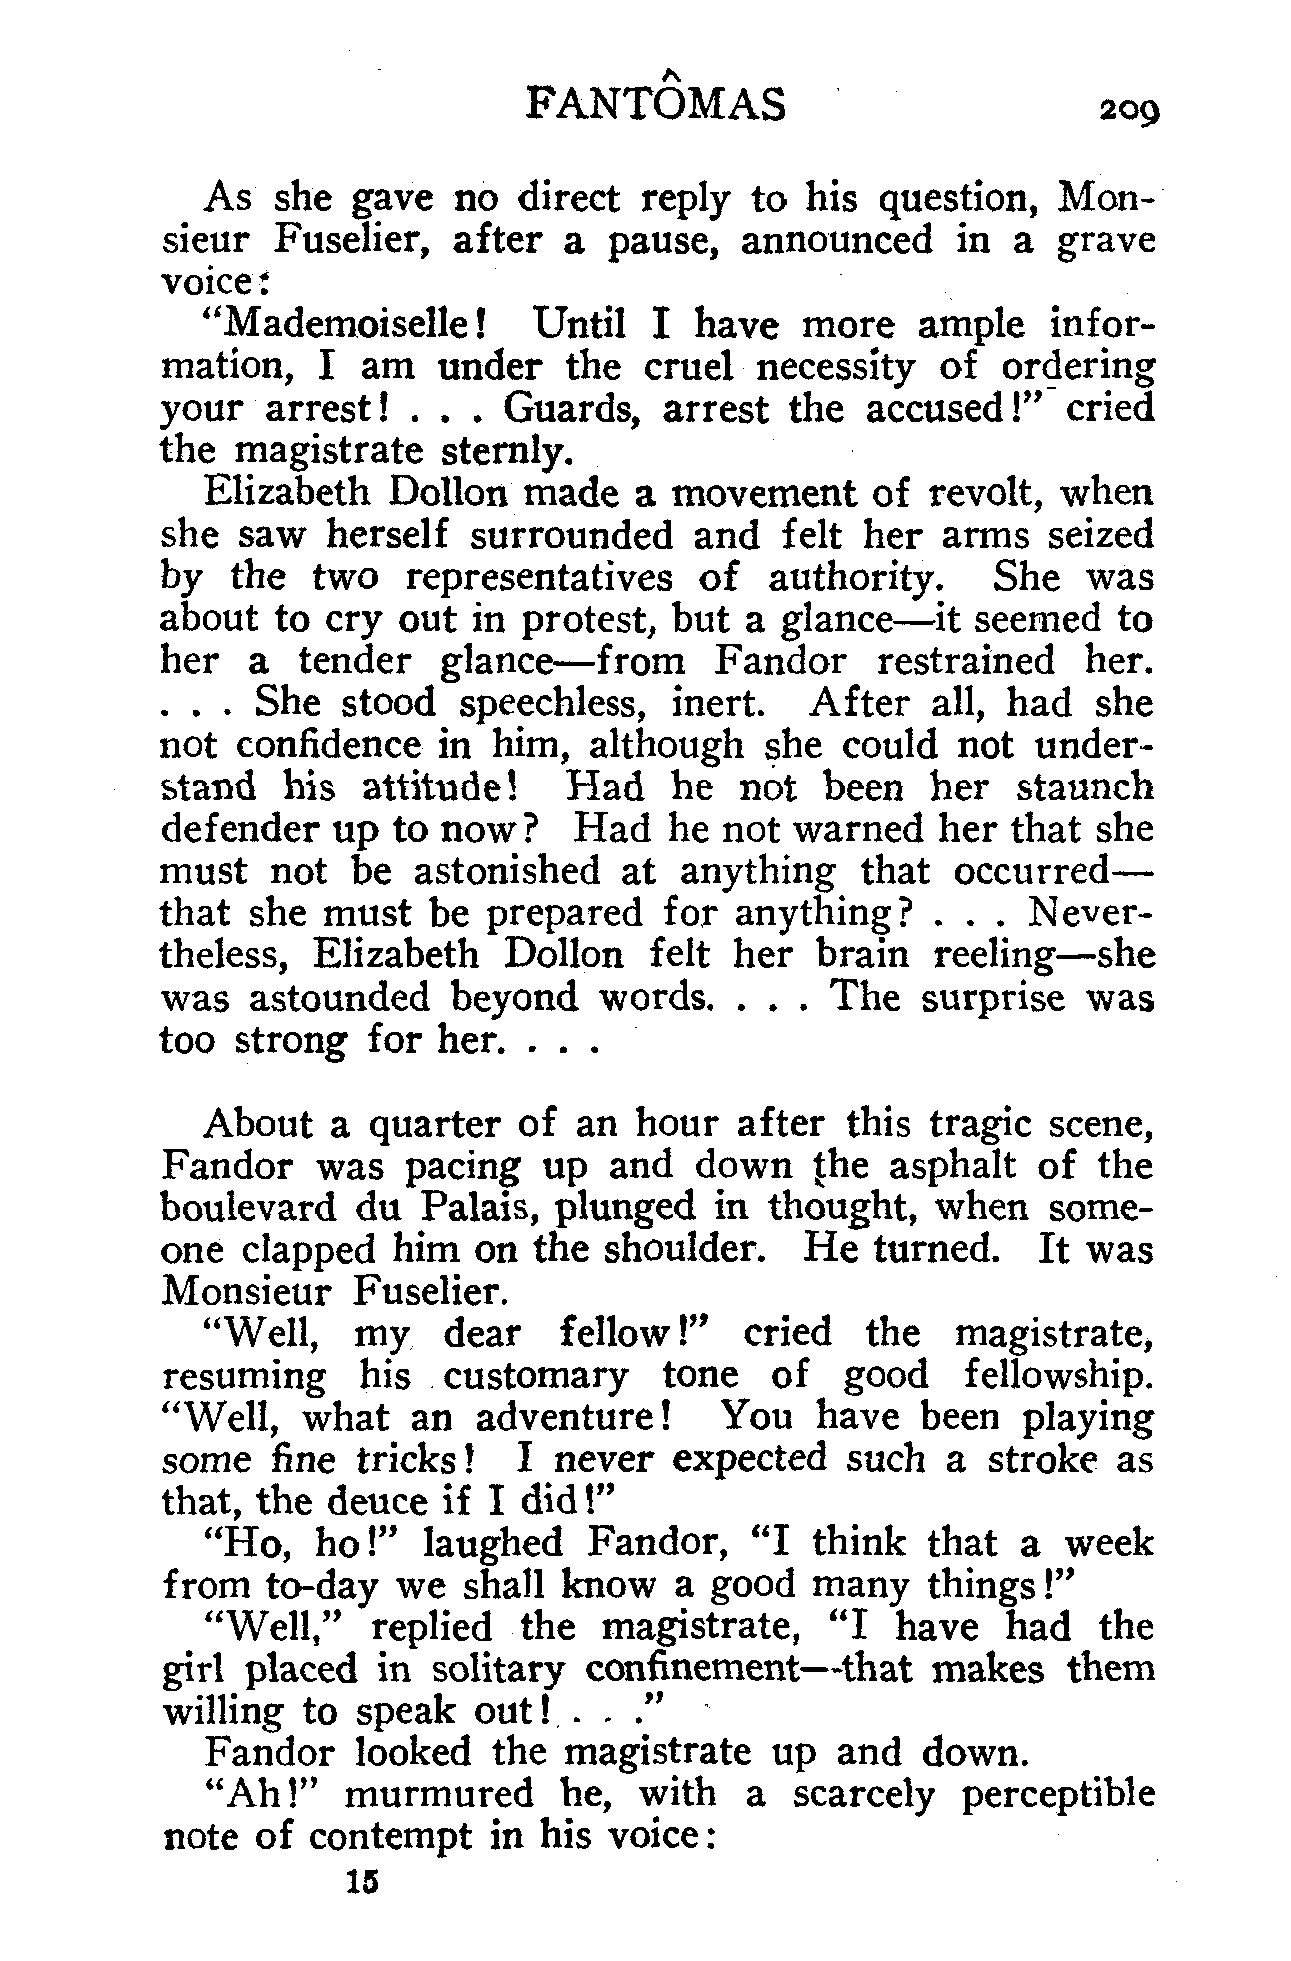 FANTÔMAS 209
As she gave no direct reply to his question, Mon-
sieur Fuselier, after a pause, announced in a grave
voice:
“Mademoiselle! Until I have more ample infor-
mation, I am under the cruel necessity of ordering
your arrest! . . . Guards, arrest the accused!” cried
the magistrate sternly.
Elizabeth Dollon made a movement of revolt, when
she saw herself surrounded and felt her arms seized
by the two representatives of authority. She was
about to cry out in protest, but a glance—it seemed to
her a tender glance—from Fandor restrained her.
. . . She stood speechless, inert. After all, had she
not confidence in him, although she could not under-
stand his attitude! Had he not been her staunch
defender up to now? Had he not warned her that she
must not be astonished at anything that occurred—
that she must be prepared for anything? . . . Never-
theless, Elizabeth Dollon felt her brain reeling—she
was astounded beyond words. . . . The surprise was
too strong for her. . . .
About a quarter of an hour after this tragic scene,
Fandor was pacing up and down the asphalt of the
boulevard du Palais, plunged in thought, when some-
one clapped him on the shoulder. He turned. It was
Monsieur Fuselier.
“Well, my dear fellow!” cried the magistrate,
resuming his customary tone of good fellowship.
“Well, what an adventure! You have been playing
some fine tricks! I never expected such a stroke as
that, the deuce if I did!”
“Ho, ho!” laughed Fandor, “I think that a week
from to-day we shall know a good many things!”
“Well,” replied the magistrate, “I have had the
girl placed in solitary confinement—that makes them
willing to speak out! . . .”
Fandor looked the magistrate up and down.
“Ah!” murmured he, with a scarcely perceptible
note of contempt in his voice:
15